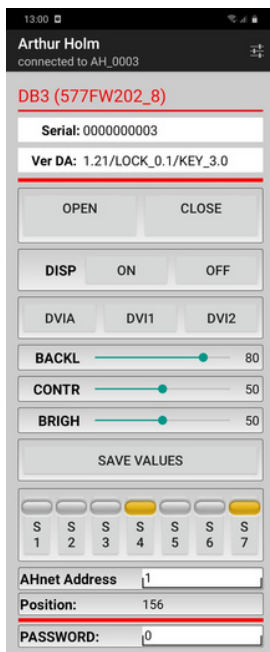 13:00
Arthur Holm
connected to AH_0003
DB3 (577FW202_8)
Serial: 0000000003
Ver DA: 1.21/LOCK_0.1/KEY_3.0
OPEN CLOSE
DISP ON OFF
DVIA DVI1 DVI2
BACKL 80
CONTR 50
BRIGH 50
SAVE VALUES
S S S S S S S
1 2 3 4 5 6 7
AHnet Address 1
Position: 156
PASSWORD: 0